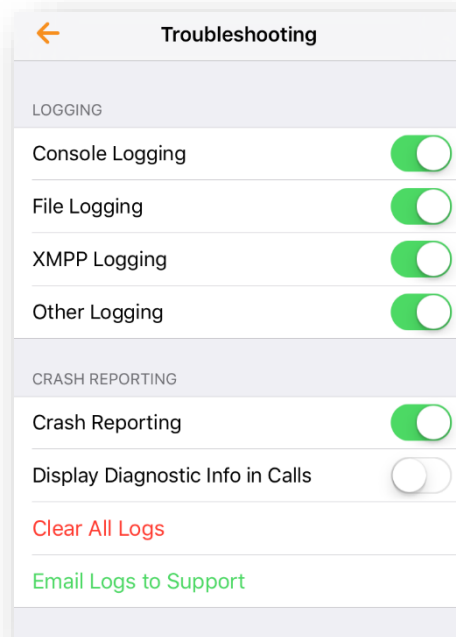 Troubleshooting
LOGGING
Console Logging
File Logging
XMPP Logging
Other Logging
CRASH REPORTING
Crash Reporting
Display Diagnostic Info in Calls
Clear All Logs
Email Logs to Support